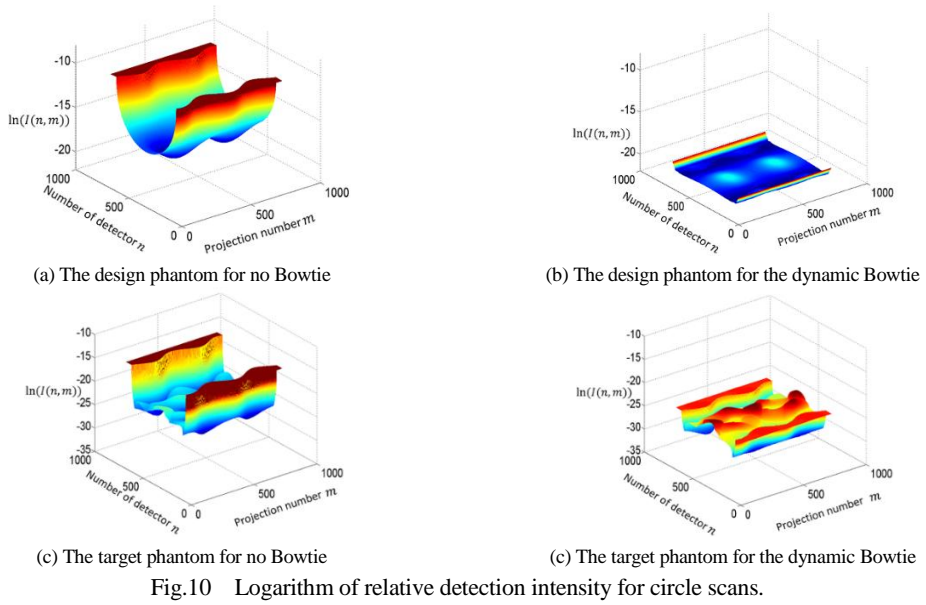 -10
-15
ln(I(n,m))
-20
1000
Number of detector n
500
0 0
500
1000
Projection number m
(a) The design phantom for no Bowtie
-10
-15
ln(I(n,m))
-20
1000
Number of detector n
500
0 0
500
1000
Projection number m
(b) The design phantom for the dynamic Bowtie
-10
-15
-20
ln(I(n,m))
-25
-30
-35
1000
Number of detector n
500
0 0
500
1000
Projection number m
(c) The target phantom for no Bowtie
-10
-15
-20
ln(I(n,m))
-25
-30
-35
1000
Number of detector n
500
0 0
500
1000
Projection number m
(c) The target phantom for the dynamic Bowtie
Fig.10 Logarithm of relative detection intensity for circle scans.